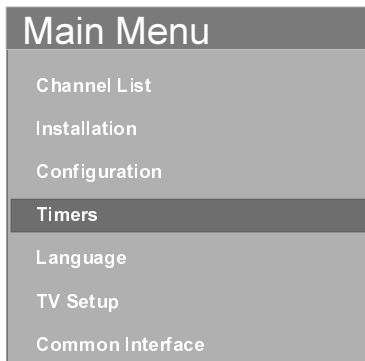 Main Menu
Channel List
Installation
Configuration
Timers
Language
TV Setup
Common Interface